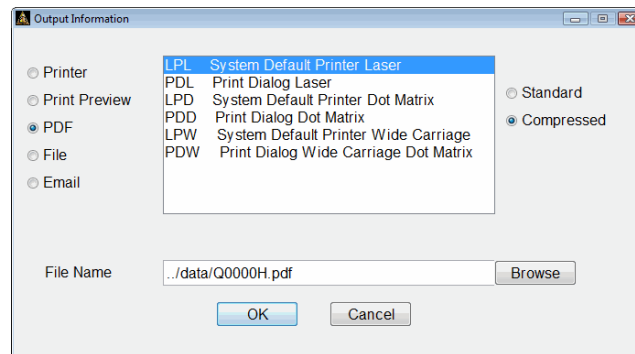 Output Information
Printer
Print Preview
PDF
File
Email
LPL System Default Printer Laser
PDL Print Dialog Laser
LPD System Default Printer Dot Matrix
PDD Print Dialog Dot Matrix
LPW System Default Printer Wide Carriage
PDW Print Dialog Wide Carriage Dot Matrix
Standard
Compressed
File Name ../data/Q0000H.pdf Browse
OK Cancel